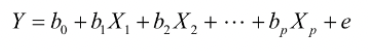 Y = b₀ + b₁X₁ + b₂X₂ + ⋯ + bₚXₚ + e